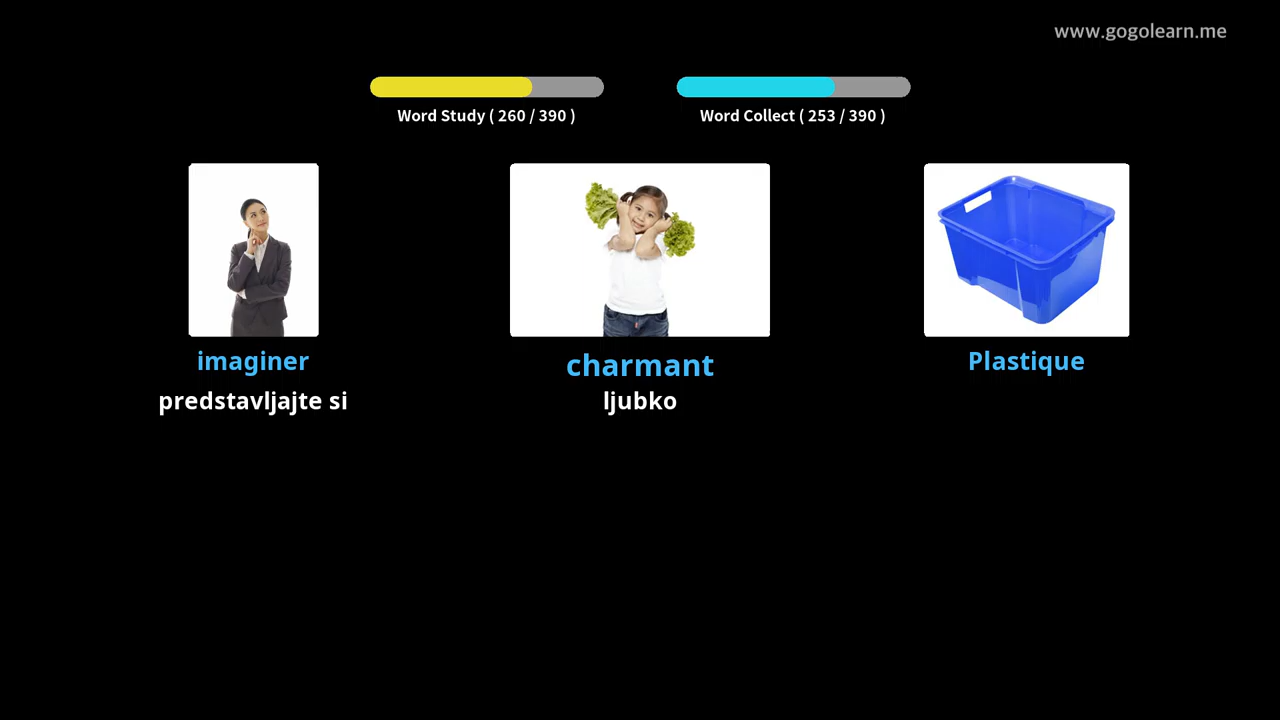 www.gogolearn.me
Word Study ( 260 / 390 )
Word Collect ( 253 / 390 )
imaginer
charmant
Plastique
predstavljajte si
ljubko